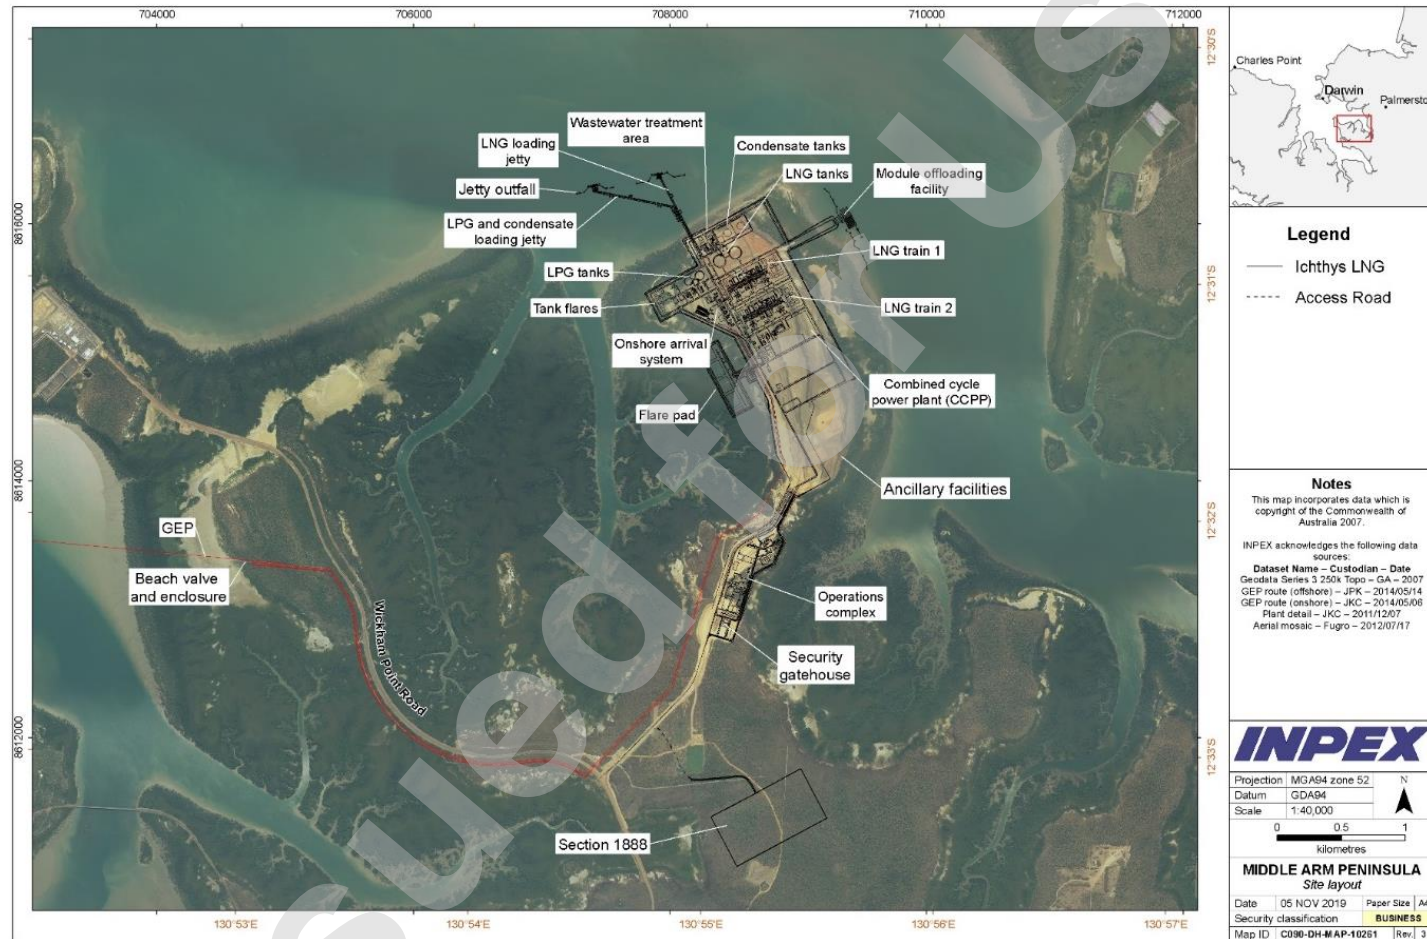 704000
706000
708000
710000
712000
8616000
8614000
8612000
12°30'S
12°31'S
12°32'S
12°33'S
130°53'E
130°54'E
130°55'E
130°56'E
130°57'E
Wastewater treatment
area
LNG loading
jetty
Condensate tanks
LNG tanks
Module offloading
facility
Jetty outfall
LPG and condensate
loading jetty
LNG train 1
LPG tanks
Tank flares
LNG train 2
Onshore arrival
system
Combined cycle
power plant (CCPP)
Flare pad
Ancillary facilities
GEP
Beach valve
and enclosure
Operations
complex
Wickham Point Road
Security
gatehouse
Section 1888
sued for us
Charles Point
Darwin
Palmersto
Legend
Ichthys LNG
Access Road
Notes
This map incorporates data which is
copyright of the Commonwealth of
Australia 2007.
INPEX acknowledges the following data
sources:
Dataset Name – Custodian – Date
Geodata Series 3 250k Topo – GA – 2007
GEP route (offshore) – JPK – 2014/05/14
GEP route (onshore) – JKC – 2014/05/06
Plant detail – JKC – 2011/12/07
Aerial mosaic – Fugro – 2012/07/17
INPEX
Projection MGA94 zone 52
N
Datum GDA94
Scale 1:40,000
0 0.5 1
kilometres
MIDDLE ARM PENINSULA
Site layout
Date 05 NOV 2019 Paper Size A4
Security classification BUSINESS
Map ID C090-DH-MAP-10261 Rev. 3